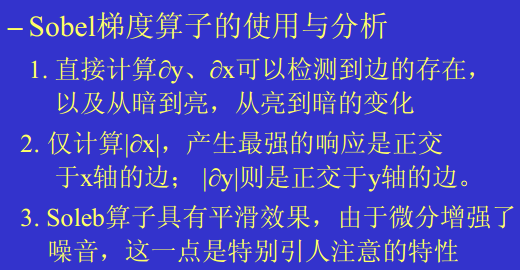 – Sobel梯度算子的使用与分析
1. 直接计算∂y、∂x可以检测到边的存在，
以及从暗到亮，从亮到暗的变化
2. 仅计算|∂x|，产生最强的响应是正交
于x轴的边； |∂y|则是正交于y轴的边。
3. Soleb算子具有平滑效果，由于微分增强了
噪音，这一点是特别引人注意的特性